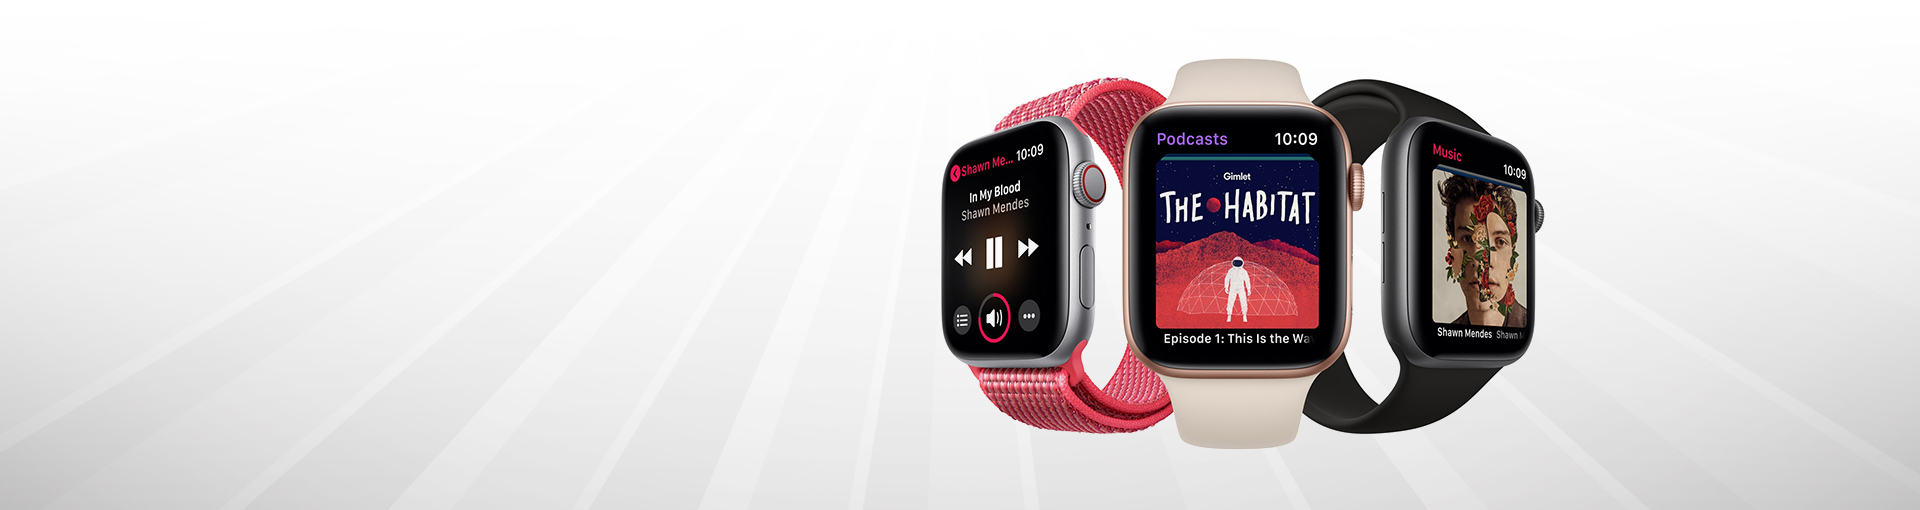 Shawn Me... 10:09
In My Blood
Shawn Mendes
Podcasts 10:09
Gimlet
THE HABITAT
Episode 1: This Is the Wa
Music
10:09
Shawn Mendes Shawn M